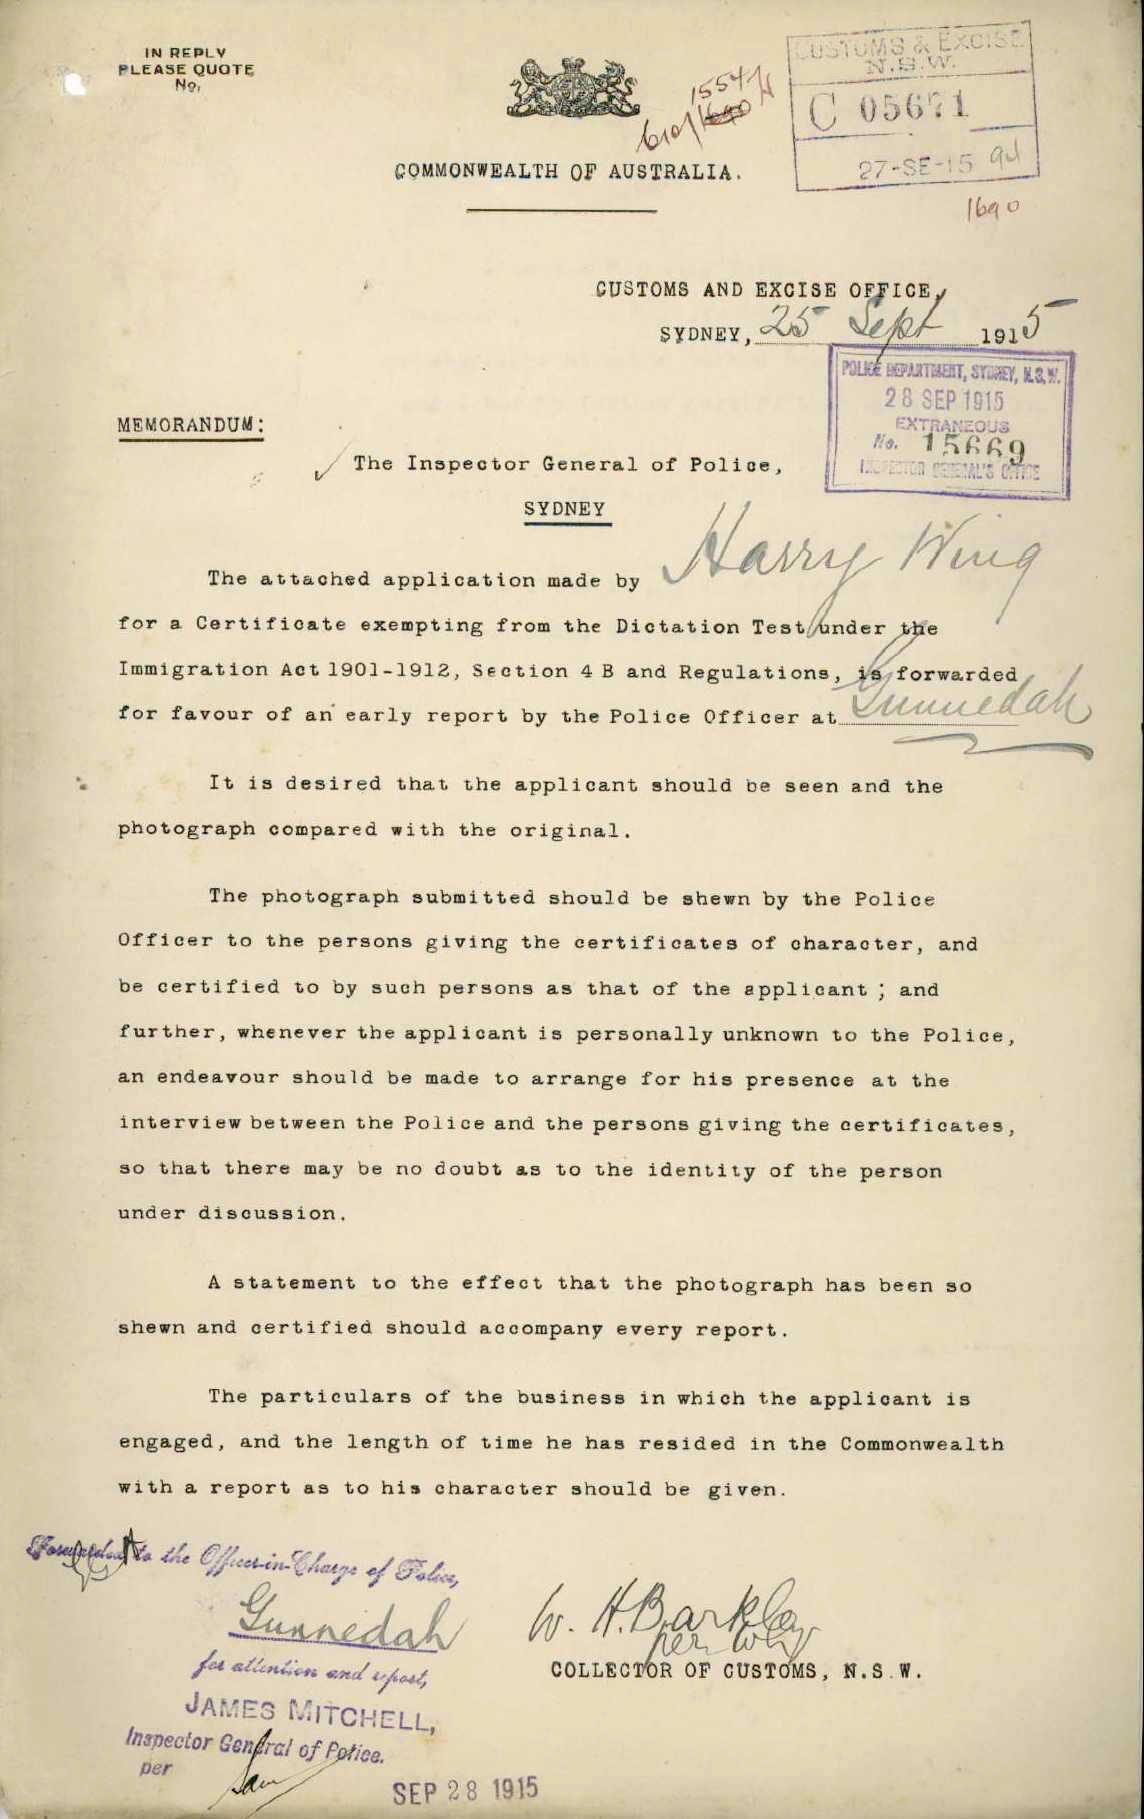 IN REPLY
PLEASE QUOTE
No.
15547
1690
CUSTOMS & EXCISE
N.S.W.
C 05671
27-SE-15
1690
COMMONWEALTH OF AUSTRALIA.
CUSTOMS AND EXCISE OFFICE,
SYDNEY, 25 Sept 1915
POLICE DEPARTMENT, SYDNEY, N.S.W.
28 SEP 1915
EXTRANEOUS
No. 15669
INSPECTOR GENERAL'S OFFICE
MEMORANDUM:
The Inspector General of Police,
SYDNEY
The attached application made by Harry Wing
for a Certificate exempting from the Dictation Test under the
Immigration Act 1901-1912, Section 4 B and Regulations, is forwarded
for favour of an early report by the Police Officer at Gunnedah
It is desired that the applicant should be seen and the
photograph compared with the original.
The photograph submitted should be shewn by the Police
Officer to the persons giving the certificates of character, and
be certified to by such persons as that of the applicant ; and
further, whenever the applicant is personally unknown to the Police,
an endeavour should be made to arrange for his presence at the
interview between the Police and the persons giving the certificates,
so that there may be no doubt as to the identity of the person
under discussion.
A statement to the effect that the photograph has been so
shewn and certified should accompany every report.
The particulars of the business in which the applicant is
engaged, and the length of time he has resided in the Commonwealth
with a report as to his character should be given.
Forwarded to the Officer-in-Charge of Police,
Gunnedah
for attention and report,
JAMES MITCHELL,
Inspector General of Police.
per
SEP 28 1915
W. H. Barkley
per
COLLECTOR OF CUSTOMS, N.S.W.